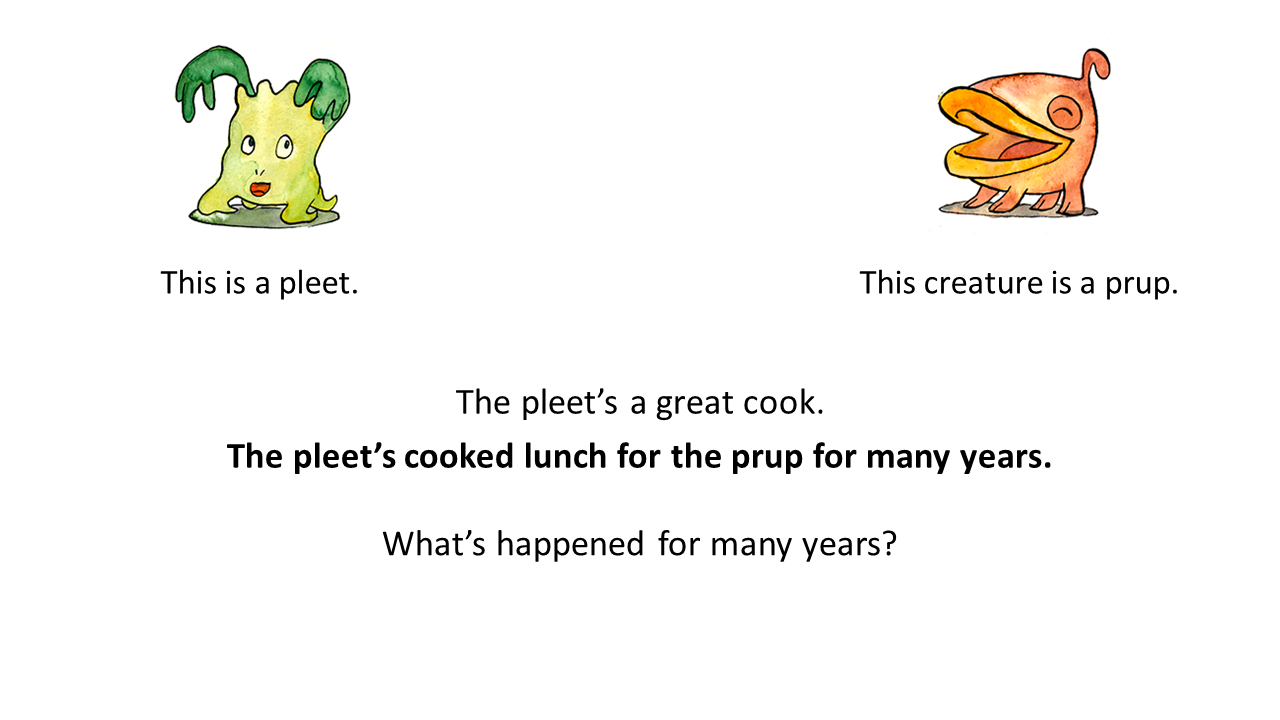 This is a pleet.
This creature is a prup.
The pleet’s a great cook.
The pleet’s cooked lunch for the prup for many years.
What’s happened for many years?